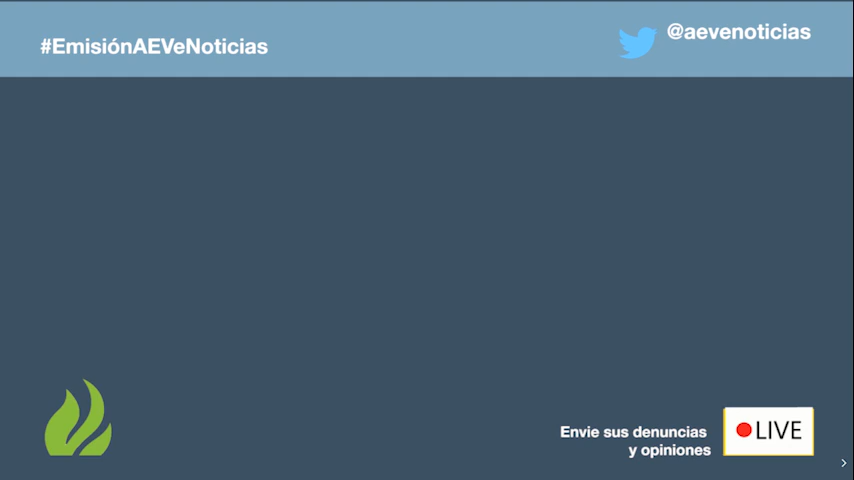 #EmisiónAEVeNoticias
@aevenoticias
Envie sus denuncias
y opiniones
LIVE